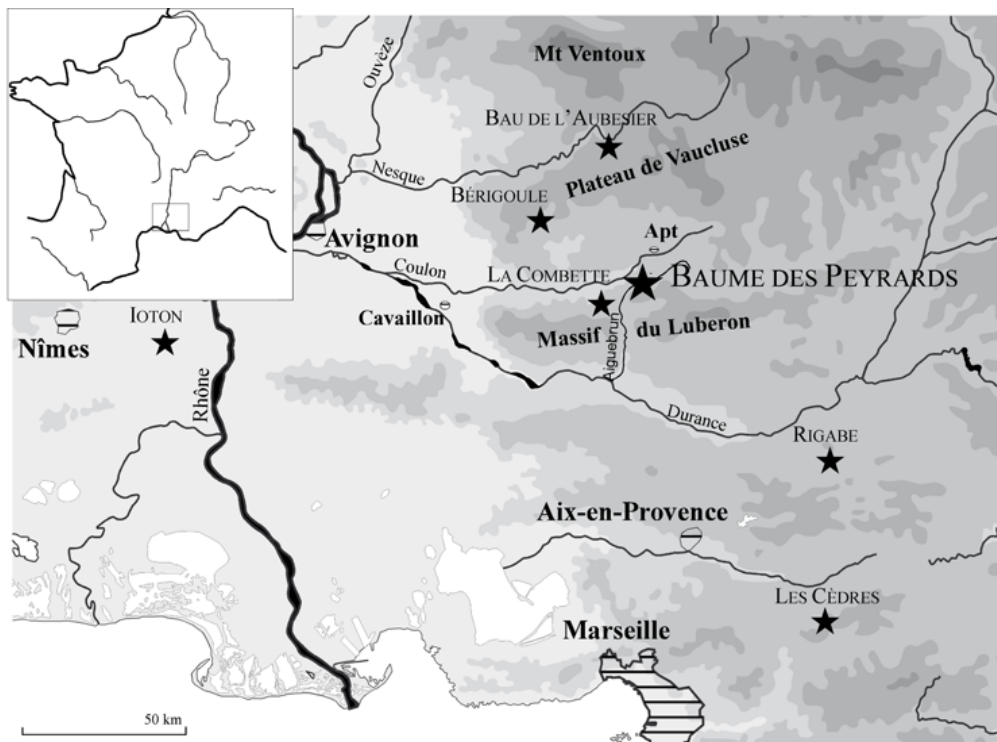 Mt Ventoux
Ouvèze
BAU DE L'AUBESIER
Plateau de Vaucluse
Nesque
BÉRIGOULE
Apt
Avignon
Coulon
LA COMBETTE
BAUME DES PEYRARDS
Cavaillon
IOTON
Nîmes
Massif du Luberon
Aiguebrun
Rhône
Durance
RIGABE
Aix-en-Provence
LES CÈDRES
Marseille
50 km